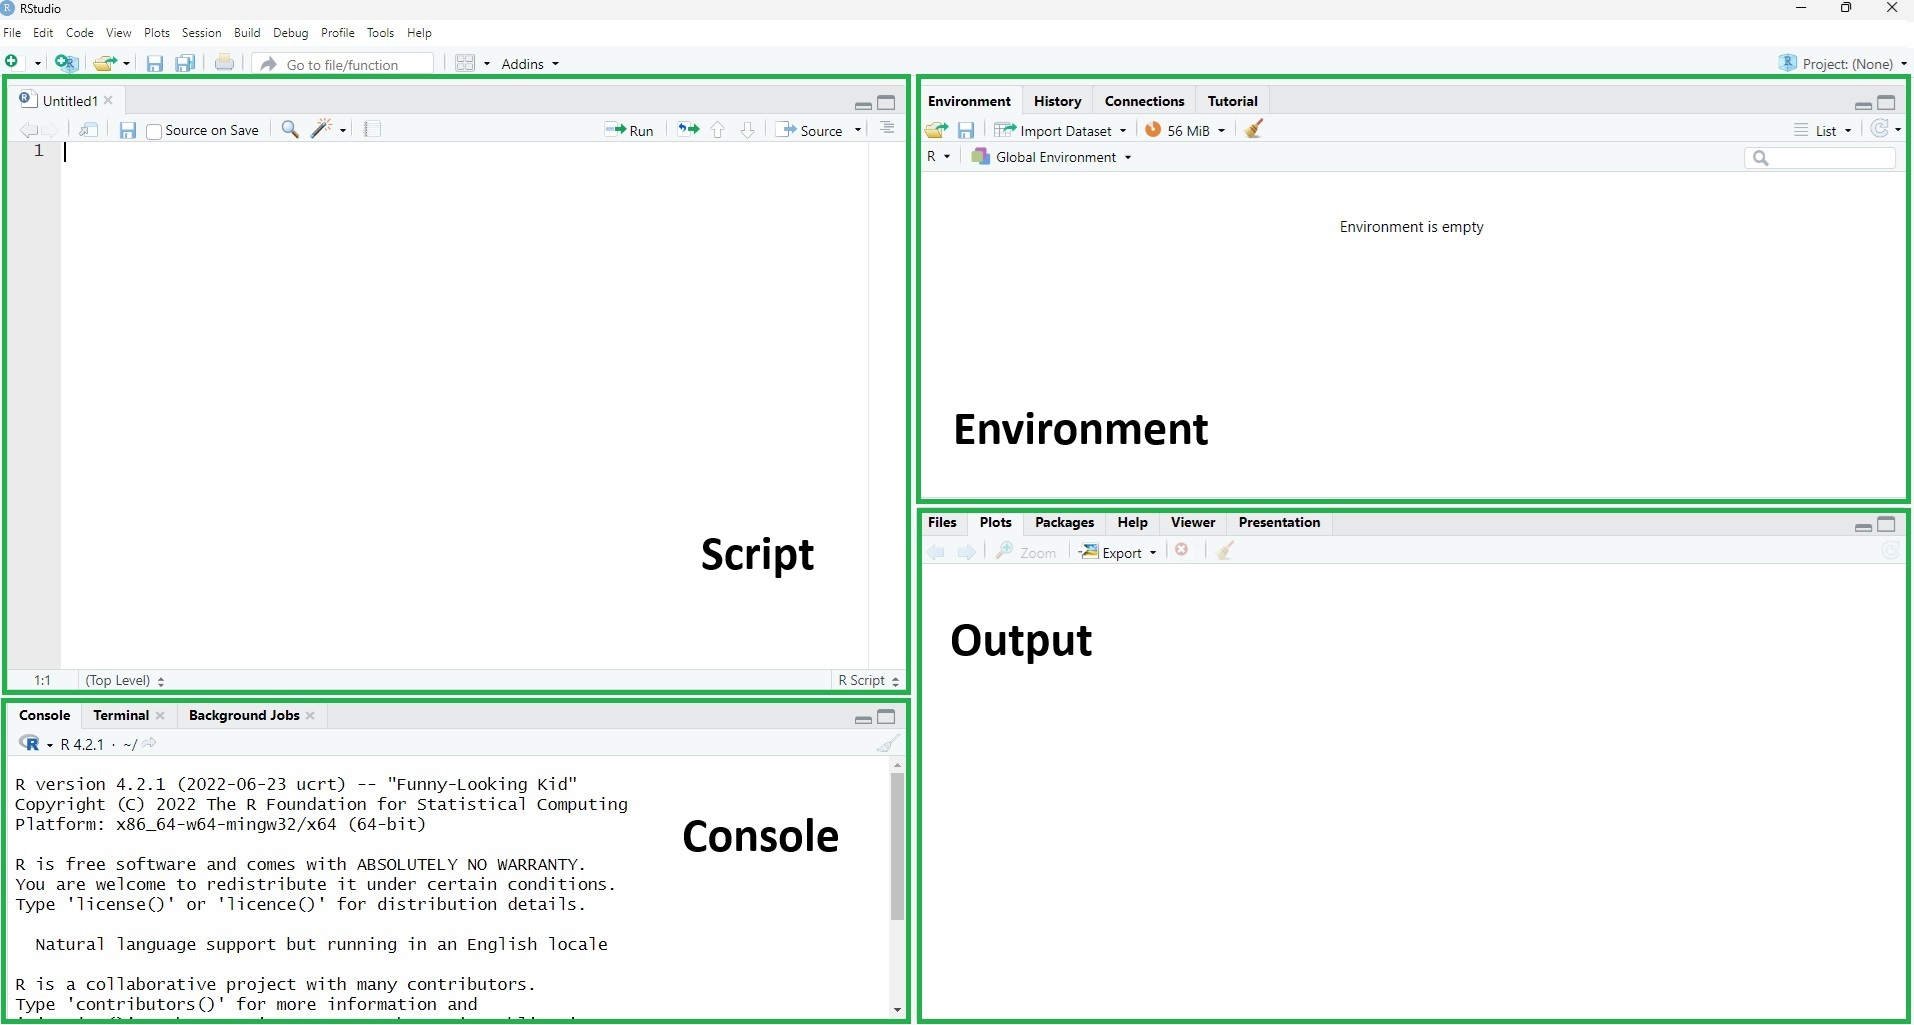 RStudio
File Edit Code View Plots Session Build Debug Profile Tools Help
Go to file/function Addins Project: (None)
Untitled1
Source on Save Run Source
1
Script
1:1 (Top Level) R Script
Console Terminal Background Jobs
R 4.2.1 · ~/
R version 4.2.1 (2022-06-23 ucrt) -- "Funny-Looking Kid"
Copyright (C) 2022 The R Foundation for Statistical Computing
Platform: x86_64-w64-mingw32/x64 (64-bit)
R is free software and comes with ABSOLUTELY NO WARRANTY.
You are welcome to redistribute it under certain conditions.
Type 'license()' or 'licence()' for distribution details.
Natural language support but running in an English locale
R is a collaborative project with many contributors.
Type 'contributors()' for more information and
Console
Environment History Connections Tutorial
Import Dataset 56 MiB List
R Global Environment
Environment is empty
Environment
Files Plots Packages Help Viewer Presentation
Zoom Export
Output